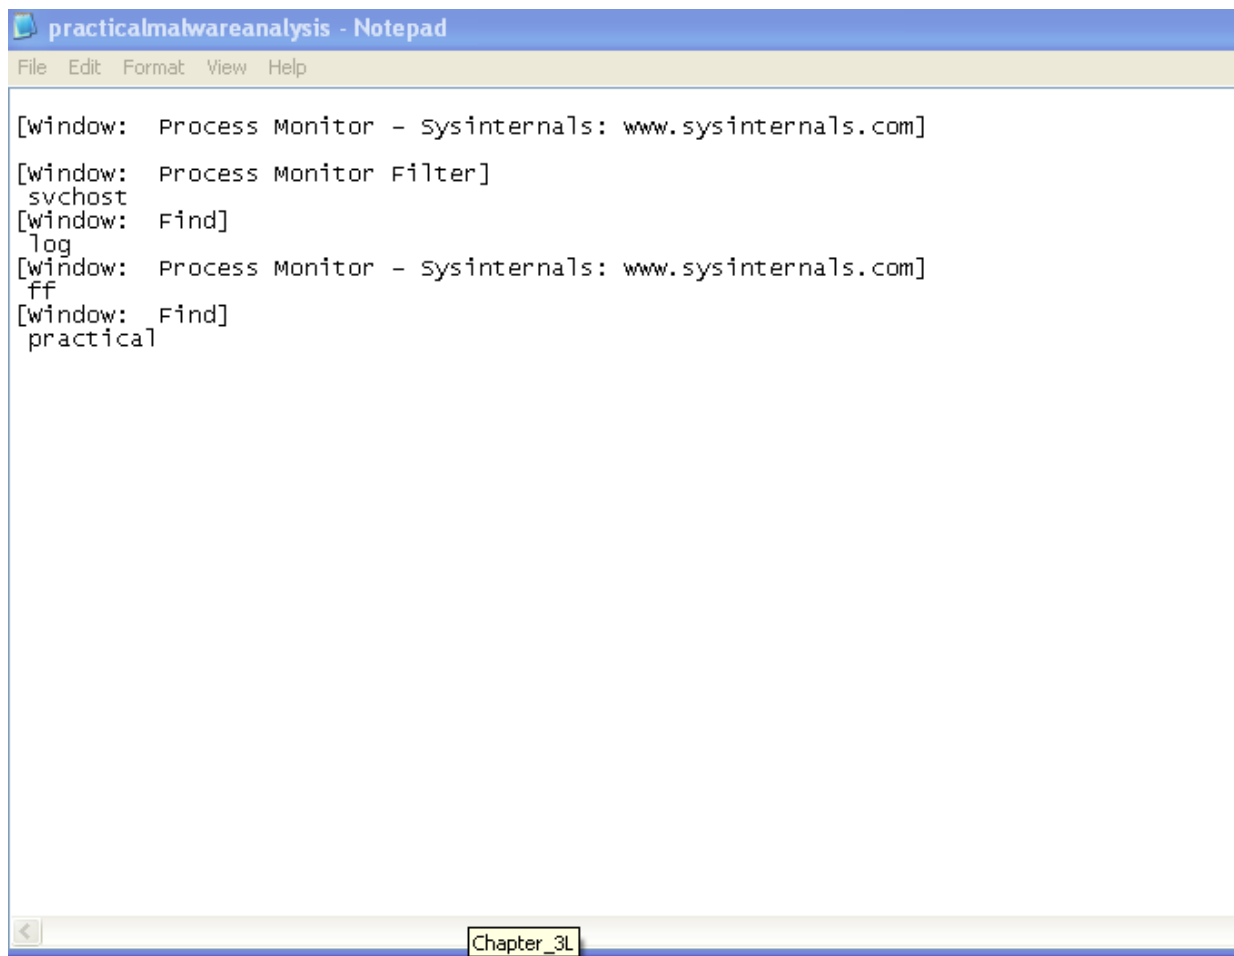 practicalmalwareanalysis - Notepad
File Edit Format View Help
[Window: Process Monitor - Sysinternals: www.sysinternals.com]
[Window: Process Monitor Filter]
svchost
[Window: Find]
log
[Window: Process Monitor - Sysinternals: www.sysinternals.com]
ff
[Window: Find]
practical
Chapter_3L